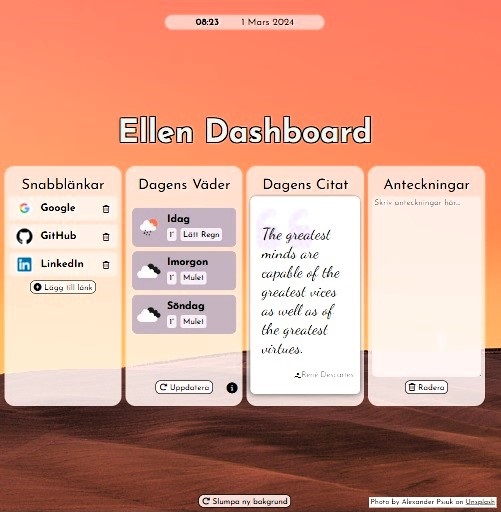 08:23 1 Mars 2024
Ellen Dashboard
Snabblänkar
Google
GitHub
LinkedIn
Lägg till länk
Dagens Väder
Idag
1° Lätt Regn
Imorgon
1° Mulet
Söndag
1° Mulet
Uppdatera
Dagens Citat
The greatest
minds are
capable of the
greatest vices
as well as of
the greatest
virtues.
René Descartes
Anteckningar
Skriv anteckningar här...
Radera
Slumpa ny bakgrund
Photo by Alexander Psiuk on Unsplash